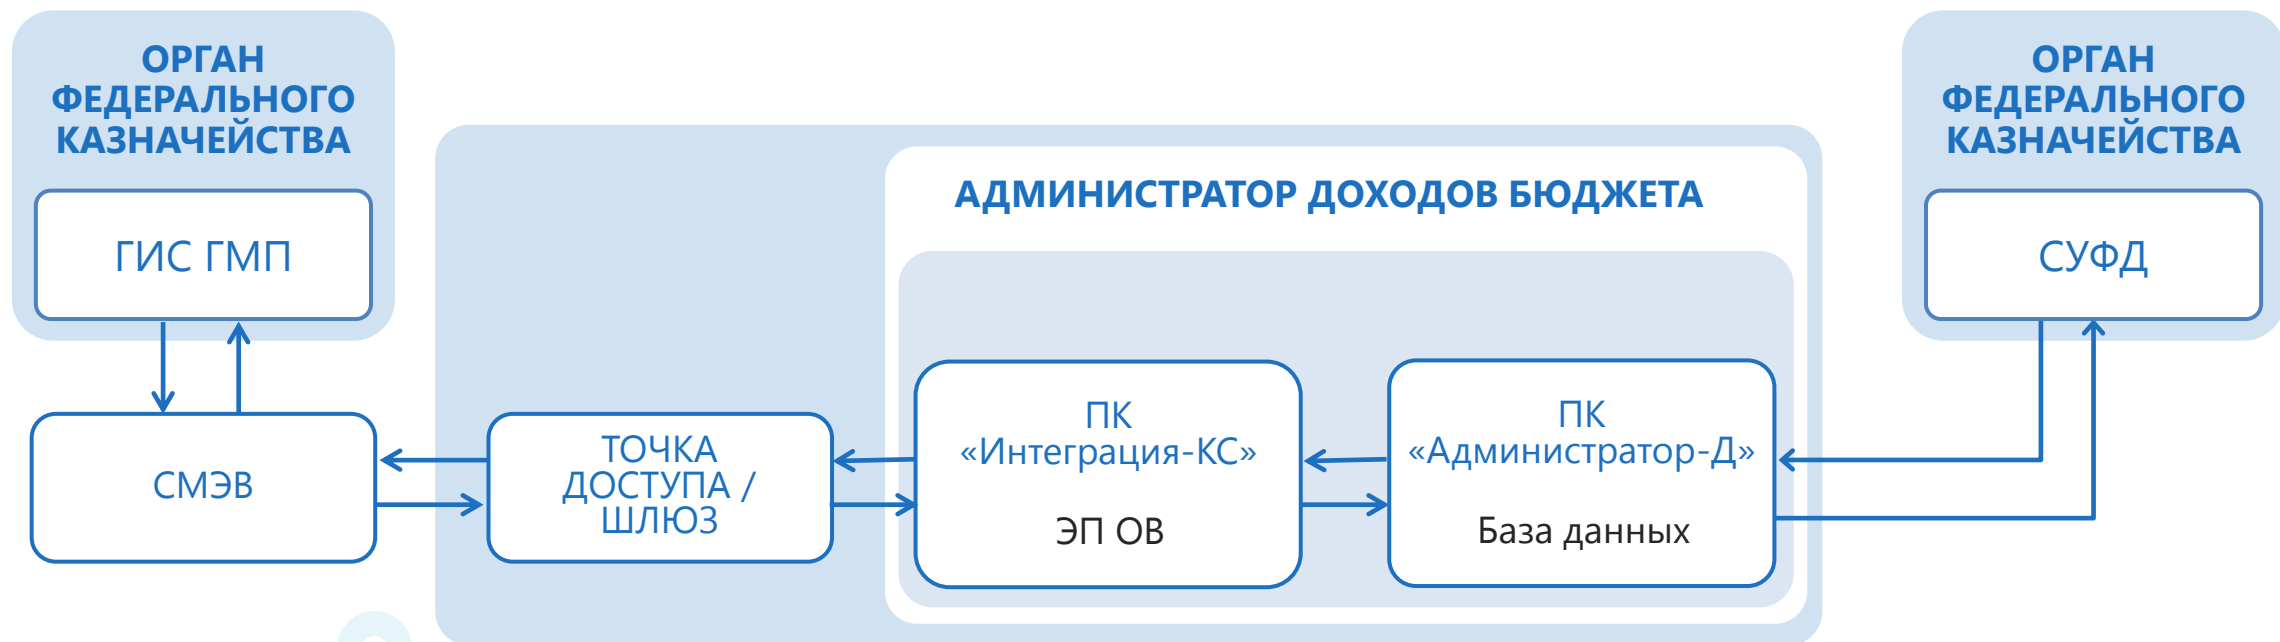 ОРГАН
ФЕДЕРАЛЬНОГО
КАЗНАЧЕЙСТВА
ГИС ГМП
СМЭВ
ТОЧКА
ДОСТУПА /
ШЛЮЗ
АДМИНИСТРАТОР ДОХОДОВ БЮДЖЕТА
ПК
«Интеграция-КС»
ЭП ОВ
ПК
«Администратор-Д»
База данных
ОРГАН
ФЕДЕРАЛЬНОГО
КАЗНАЧЕЙСТВА
СУФД